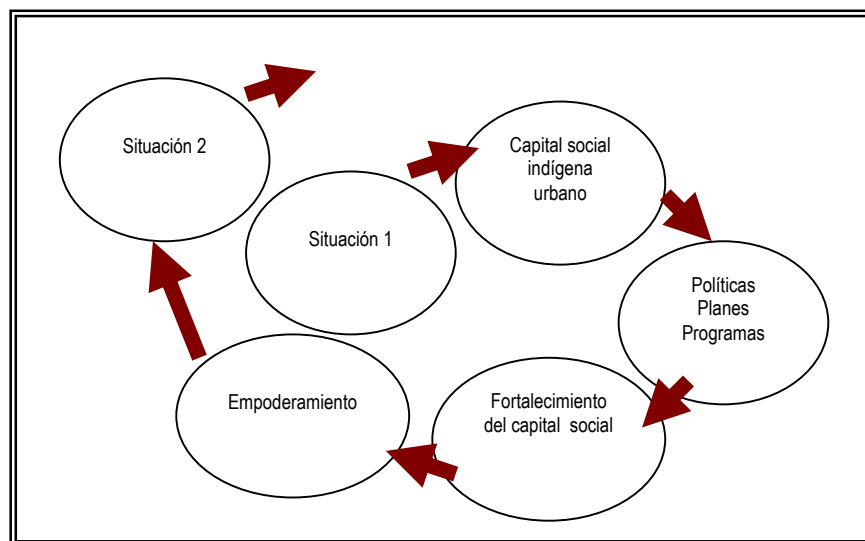 Situación 2
Situación 1
Capital social
indígena
urbano
Políticas
Planes
Programas
Fortalecimiento
del capital social
Empoderamiento